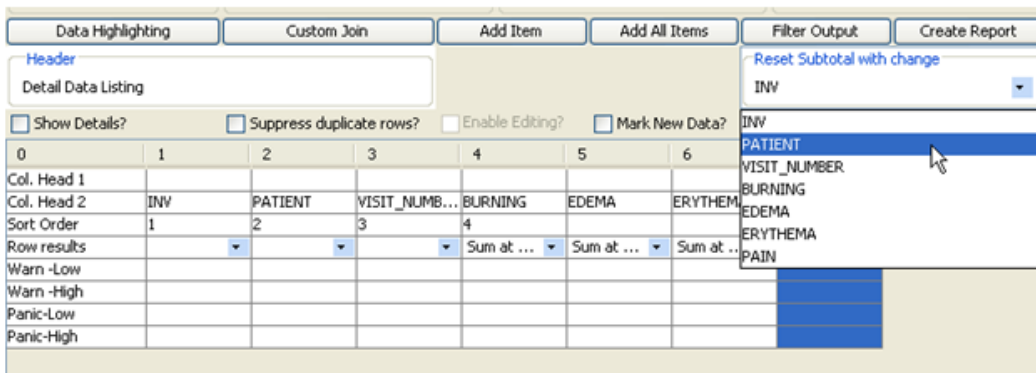 Data Highlighting Custom Join Add Item Add All Items Filter Output Create Report
Header Reset Subtotal with change
Detail Data Listing INV
Show Details? Suppress duplicate rows? Enable Editing? Mark New Data?
INV
PATIENT
VISIT_NUMBER
BURNING
EDEMA
ERYTHEMA
PAIN
0 1 2 3 4 5 6
Col. Head 1
Col. Head 2 INV PATIENT VISIT_NUMB... BURNING EDEMA ERYTHEM
Sort Order 1 2 3 4
Row results Sum at ... Sum at ... Sum at ..
Warn -Low
Warn -High
Panic-Low
Panic-High